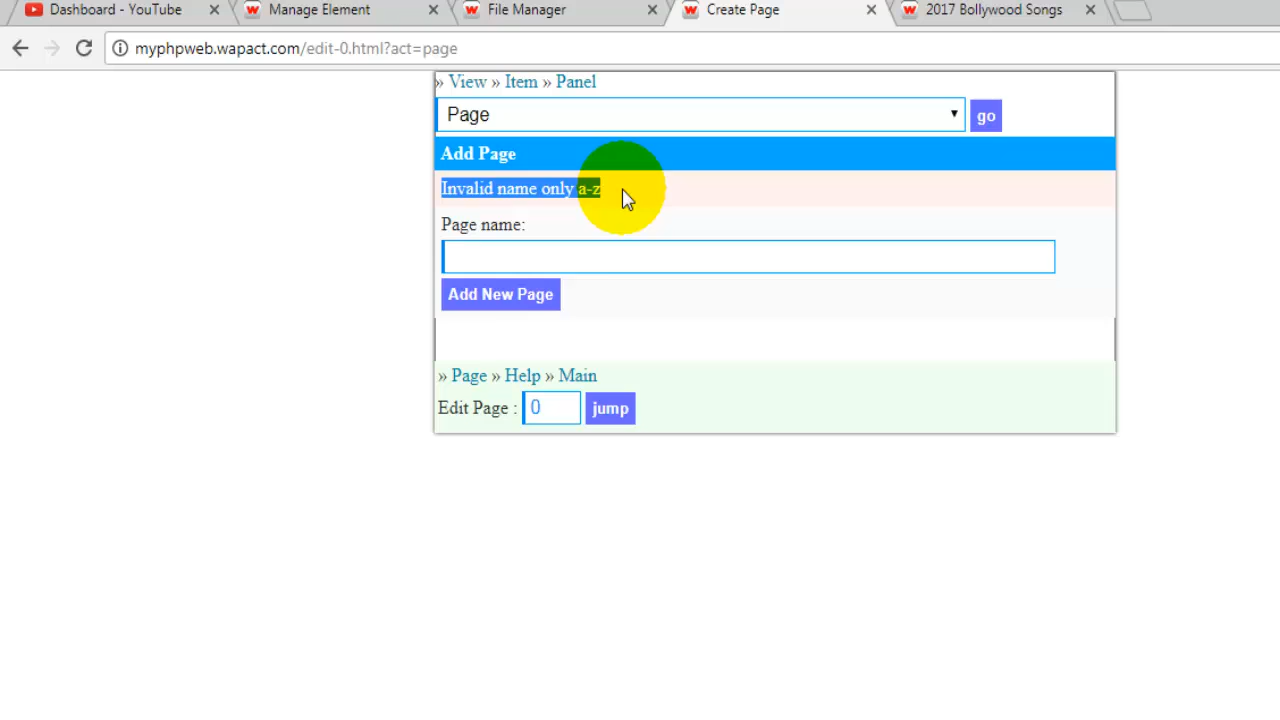 Dashboard - YouTube
Manage Element
File Manager
Create Page
2017 Bollywood Songs
myphpweb.wapact.com/edit-0.html?act=page
» View » Item » Panel
Page
go
Add Page
Invalid name only a-z
Page name:
Add New Page
» Page » Help » Main
Edit Page : 0 jump